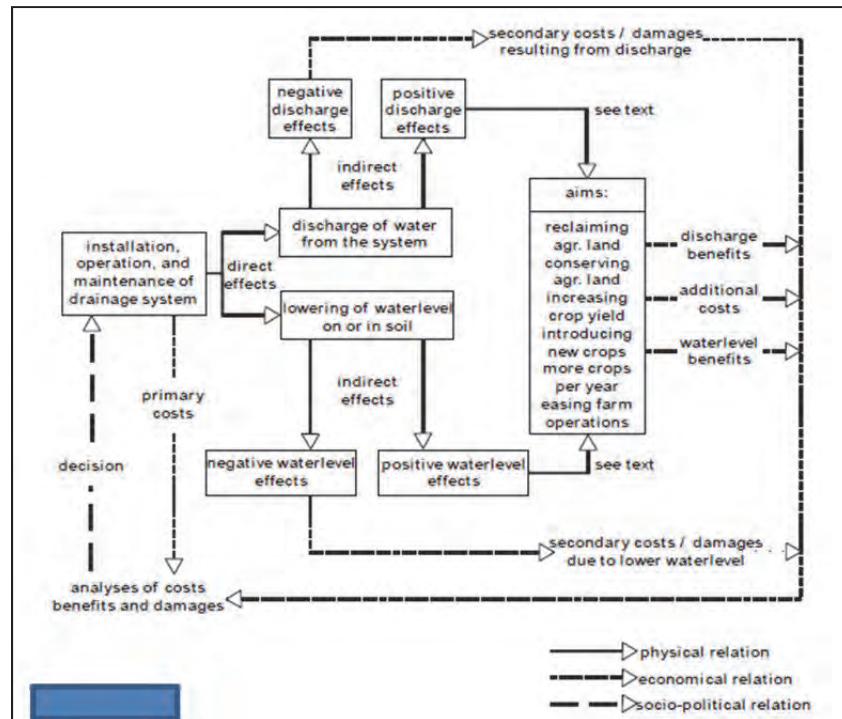 secondary costs / damages
resulting from discharge
negative
discharge
effects
positive
discharge
effects
see text
indirect
effects
aims:
reclaiming
agr. land
conserving
agr. land
increasing
crop yield
introducing
new crops
more crops
per year
easing farm
operations
discharge of water
from the system
installation,
operation, and
maintenance of
drainage system
direct
effects
discharge
benefits
additional
costs
waterlevel
benefits
lowering of waterlevel
on or in soil
indirect
effects
primary
costs
decision
negative waterlevel
effects
positive waterlevel
effects
see text
secondary costs / damages
due to lower waterlevel
analyses of costs
benefits and damages
physical relation
economical relation
socio-political relation